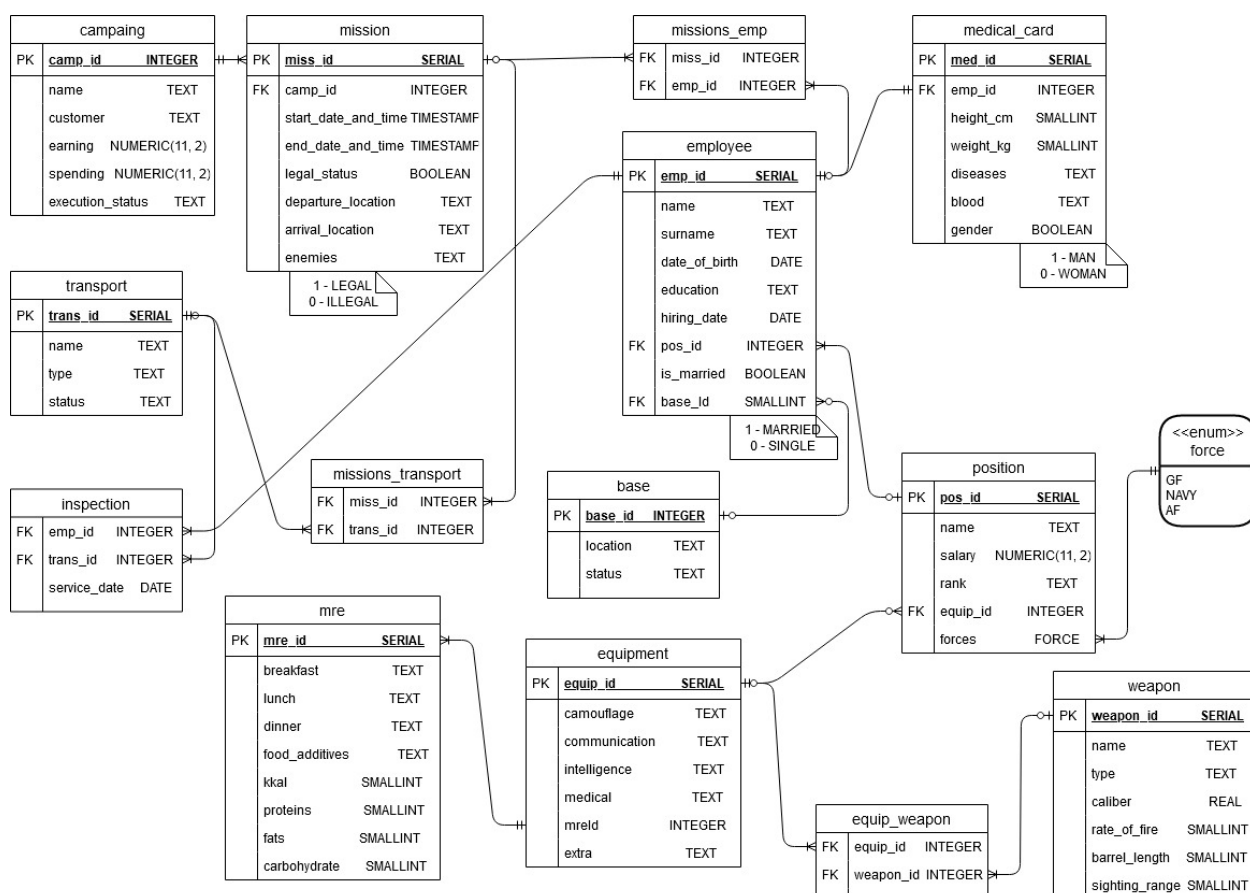 campaing
PK camp_id INTEGER
name TEXT
customer TEXT
earning NUMERIC(11, 2)
spending NUMERIC(11, 2)
execution_status TEXT
mission
PK miss_id SERIAL
FK camp_id INTEGER
start_date_and_time TIMESTAMP
end_date_and_time TIMESTAMP
legal_status BOOLEAN
departure_location TEXT
arrival_location TEXT
enemies TEXT
1 - LEGAL
0 - ILLEGAL
missions_emp
FK miss_id INTEGER
FK emp_id INTEGER
medical_card
PK med_id SERIAL
FK emp_id INTEGER
height_cm SMALLINT
weight_kg SMALLINT
diseases TEXT
blood TEXT
gender BOOLEAN
1 - MAN
0 - WOMAN
employee
PK emp_id SERIAL
name TEXT
surname TEXT
date_of_birth DATE
education TEXT
hiring_date DATE
FK pos_id INTEGER
is_married BOOLEAN
FK base_Id SMALLINT
1 - MARRIED
0 - SINGLE
transport
PK trans_id SERIAL
name TEXT
type TEXT
status TEXT
inspection
FK emp_id INTEGER
FK trans_id INTEGER
service_date DATE
missions_transport
FK miss_id INTEGER
FK trans_id INTEGER
base
PK base_id INTEGER
location TEXT
status TEXT
position
PK pos_id SERIAL
name TEXT
salary NUMERIC(11, 2)
rank TEXT
FK equip_id INTEGER
forces FORCE
<<enum>>
force
GF
NAVY
AF
mre
PK mre_id SERIAL
breakfast TEXT
lunch TEXT
dinner TEXT
food_additives TEXT
kkal SMALLINT
proteins SMALLINT
fats SMALLINT
carbohydrate SMALLINT
equipment
PK equip_id SERIAL
camouflage TEXT
communication TEXT
intelligence TEXT
medical TEXT
mreId INTEGER
extra TEXT
equip_weapon
FK equip_id INTEGER
FK weapon_id INTEGER
weapon
PK weapon_id SERIAL
name TEXT
type TEXT
caliber REAL
rate_of_fire SMALLINT
barrel_length SMALLINT
sighting_range SMALLINT